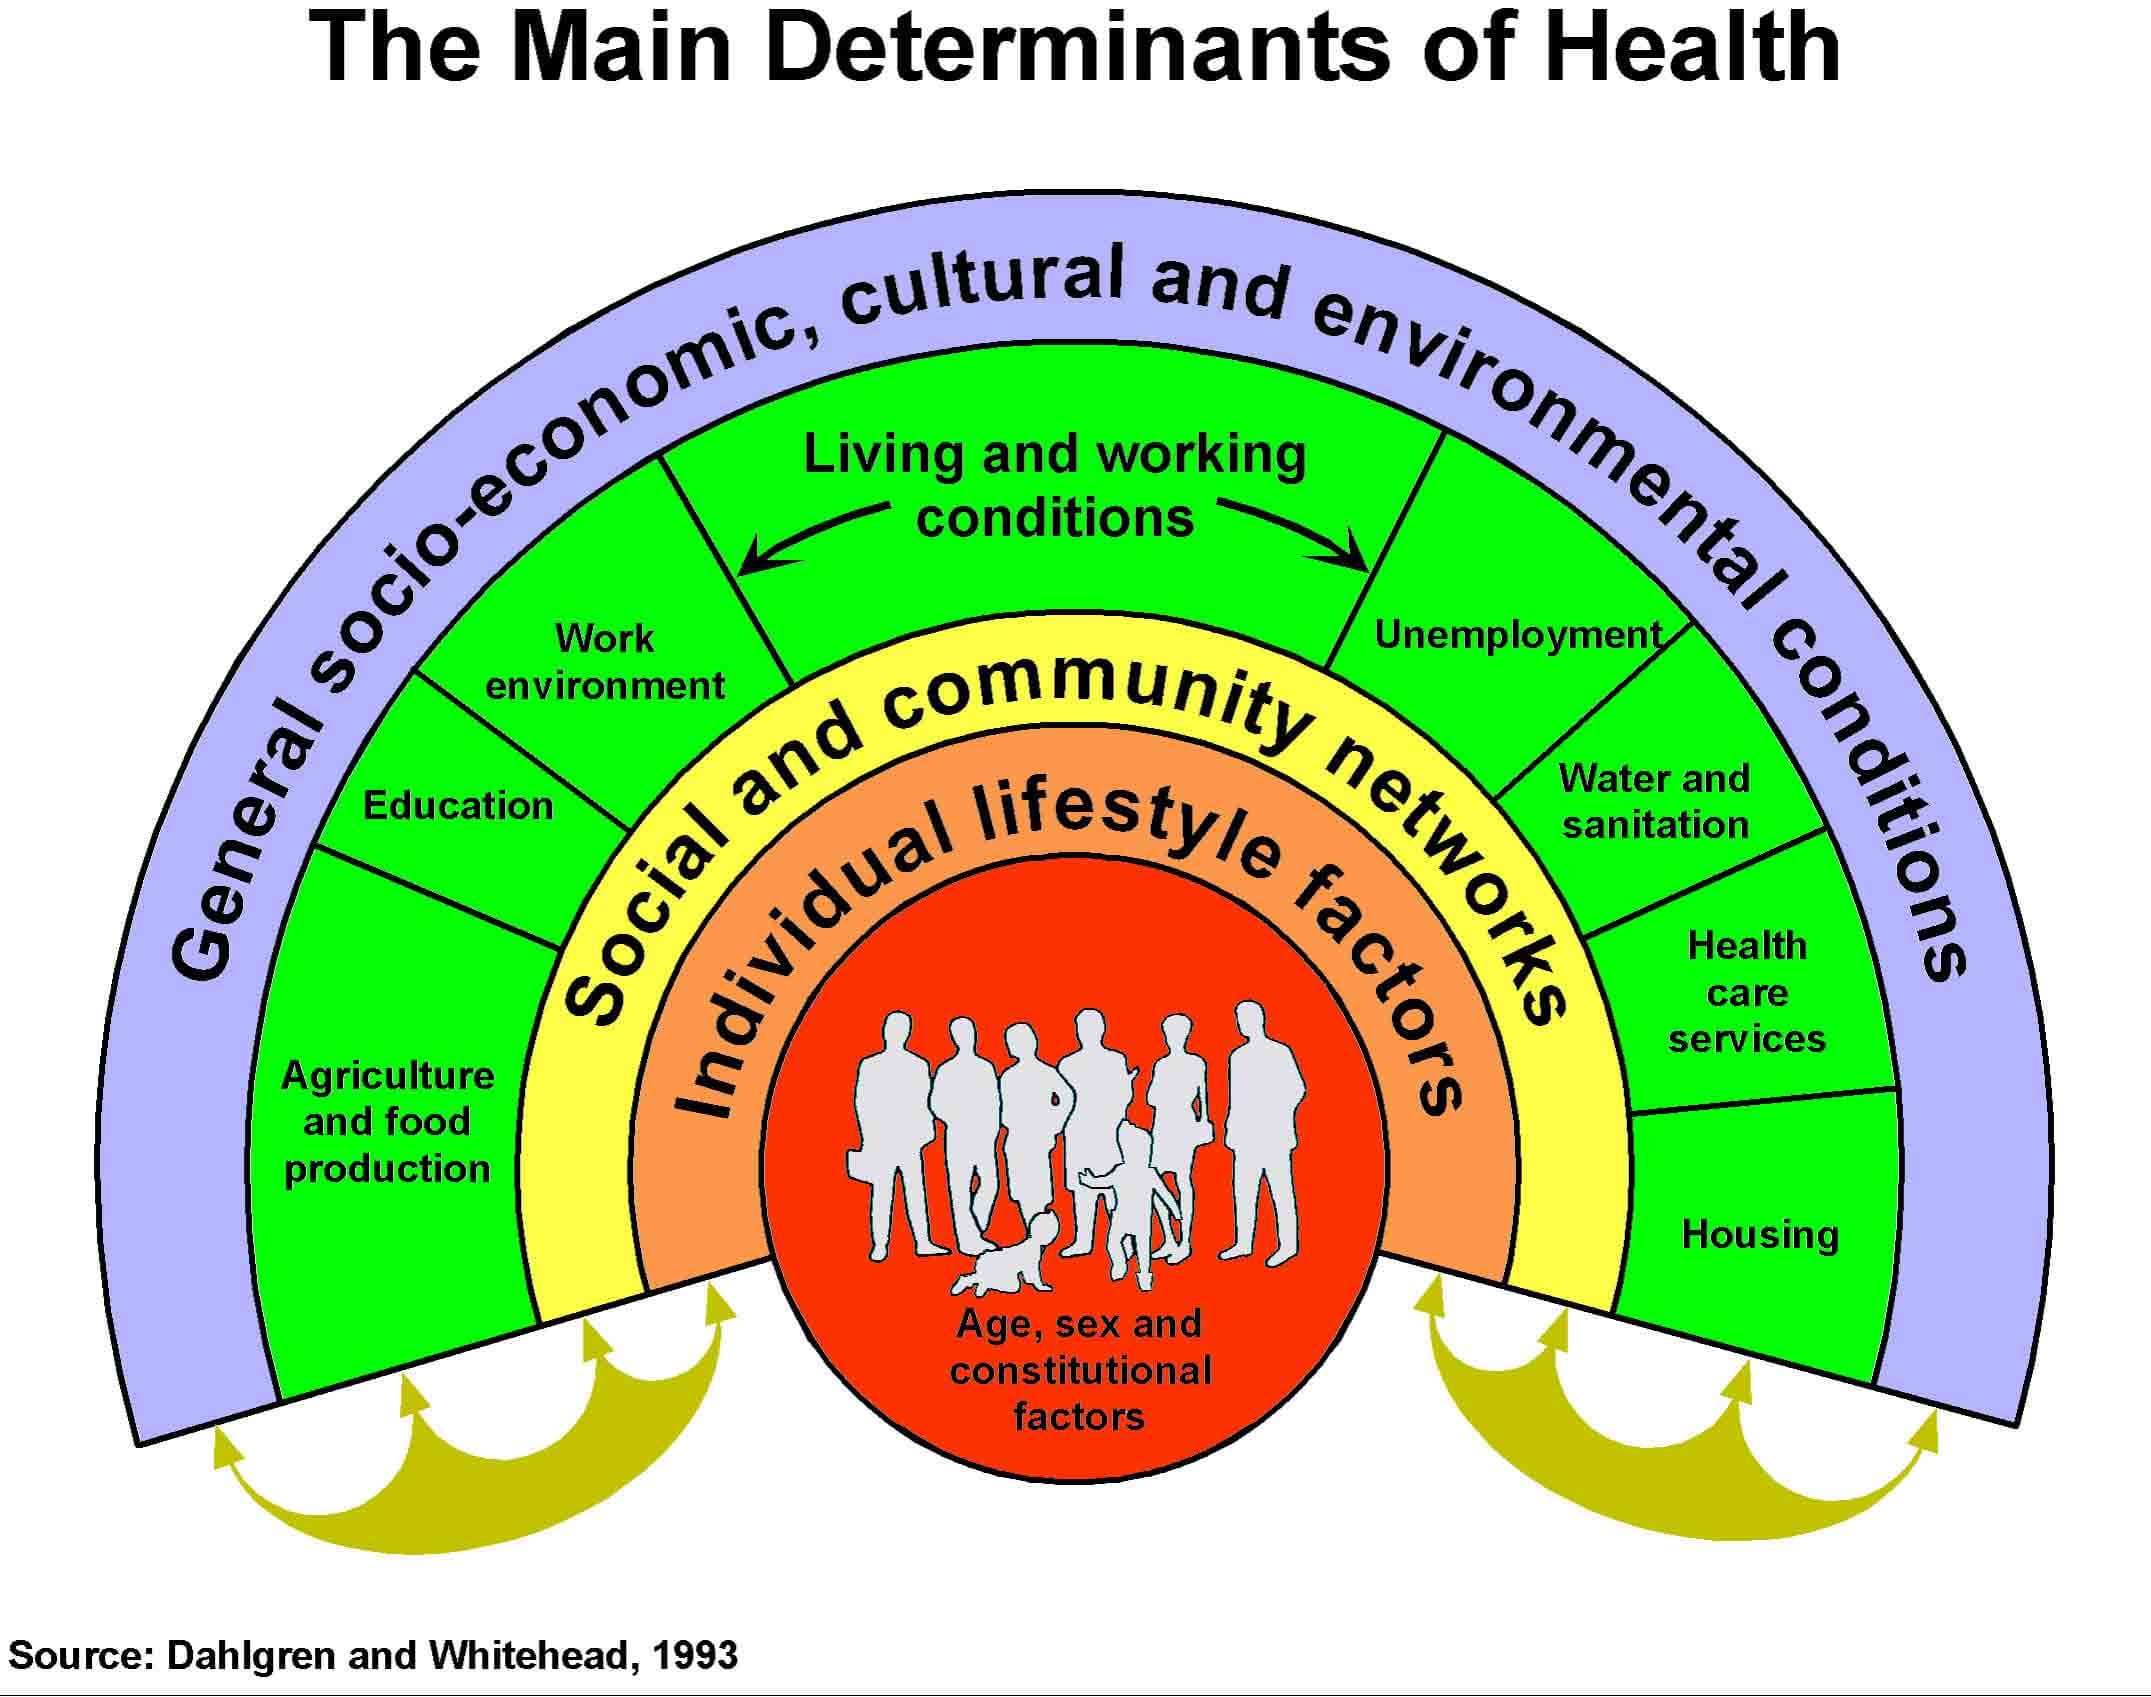 The Main Determinants of Health
General socio-economic, cultural and environmental conditions
Living and working
conditions
Work
environment
Unemployment
Education
Water and
sanitation
Agriculture
and food
production
Health
care
services
Housing
Social and community networks
Individual lifestyle factors
Age, sex and
constitutional
factors
Source: Dahlgren and Whitehead, 1993